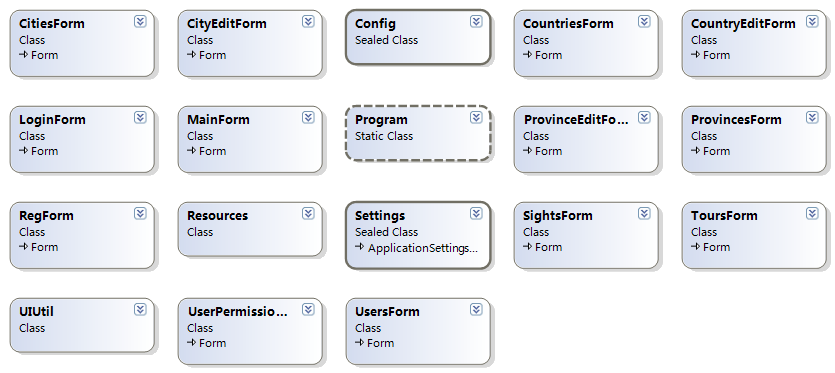 CitiesForm
Class
Form
CityEditForm
Class
Form
Config
Sealed Class
CountriesForm
Class
Form
CountryEditForm
Class
Form
LoginForm
Class
Form
MainForm
Class
Form
Program
Static Class
ProvinceEditFo...
Class
Form
ProvincesForm
Class
Form
RegForm
Class
Form
Resources
Class
Settings
Sealed Class
ApplicationSettings...
SightsForm
Class
Form
ToursForm
Class
Form
UIUtil
Class
UserPermissio...
Class
Form
UsersForm
Class
Form